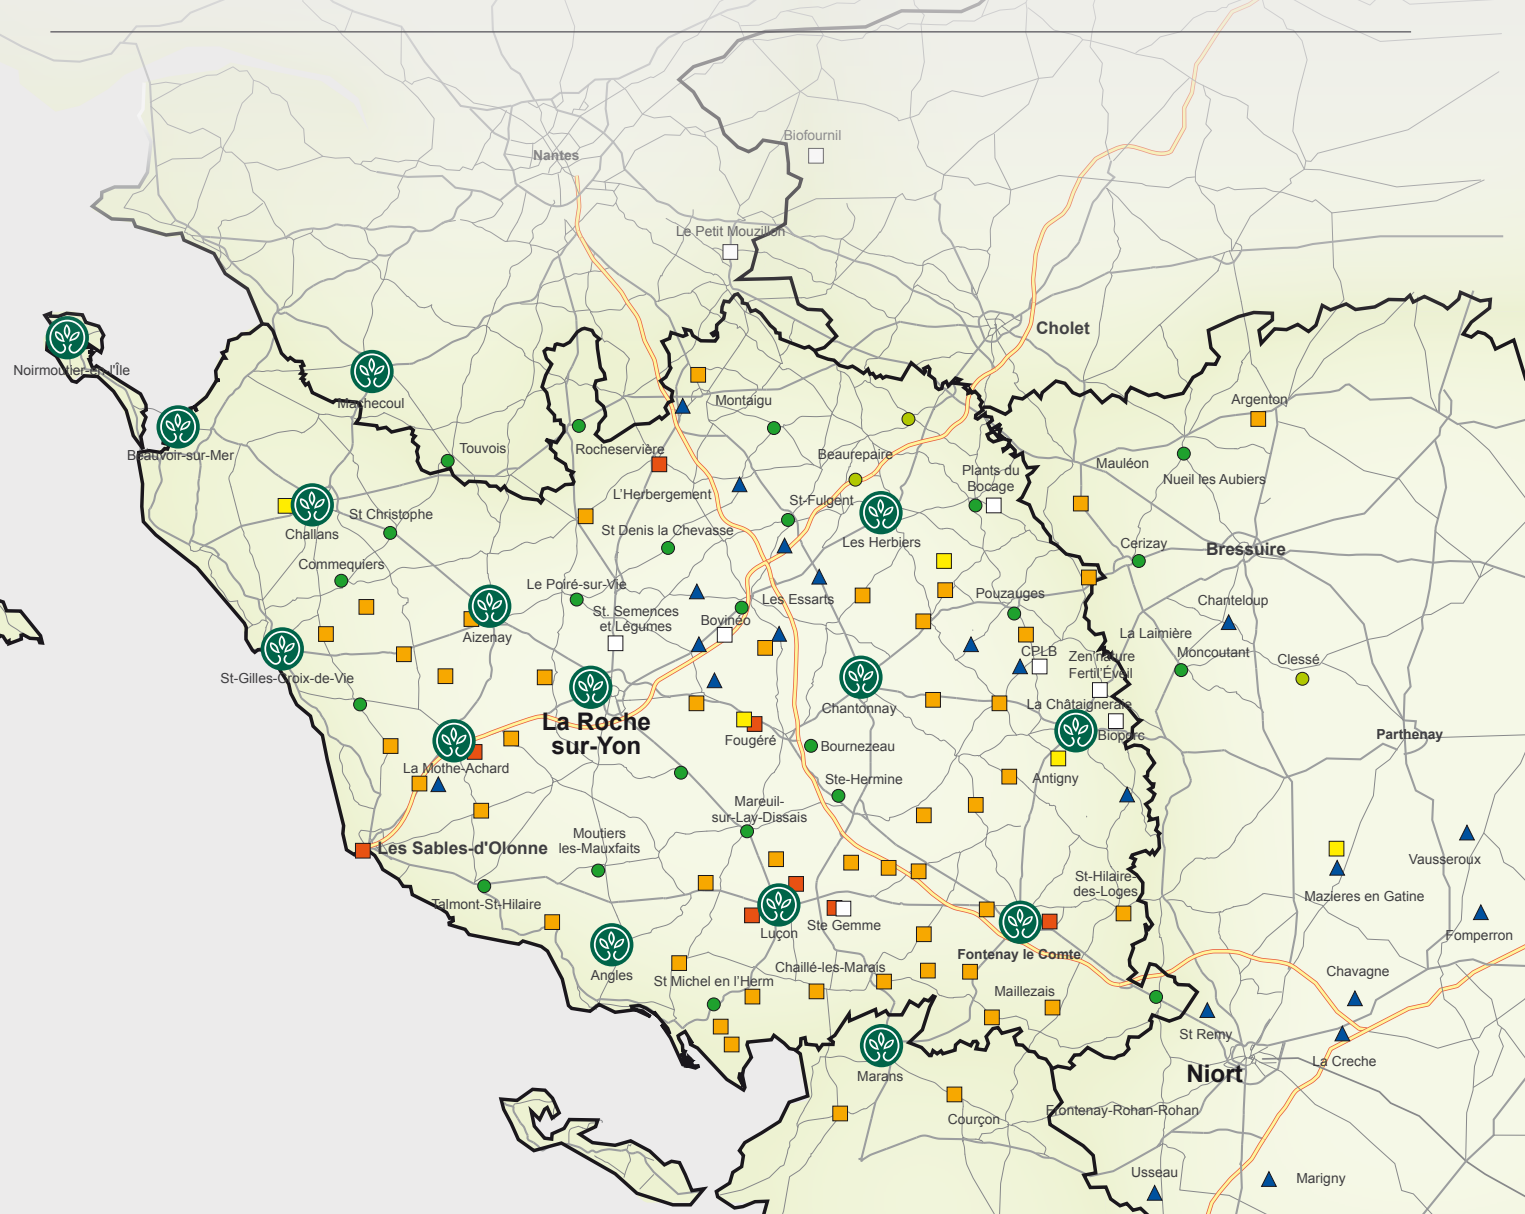 Biofournil
Nantes
Le Petit Mouzillon
Cholet
Noirmoutier-en l'Île
Machecoul
Montaigu
Argenton
Beauvoir-sur-Mer
Touvois
Rocheservière
Beaurepaire
Mauléon
Plants du
Bocage
Nueil les Aubiers
L'Herbergement
St-Fulgent
St Christophe
Challans
St Denis la Chevasse
Les Herbiers
Cerizay
Bressuire
Commequiers
Le Poiré-sur-Vie
Les Essarts
Pouzauges
Chanteloup
St. Semences
et Légumes
Bovinéo
Aizenay
La Laimière
Moncoutant
CPLB
Zen'nature
Fertil'Éveil
Clessé
St-Gilles-Croix-de-Vie
Chantonnay
La Châtaigneraie
La Roche
sur-Yon
Fougéré
Bournezeau
Bioporc
Parthenay
La Mothe-Achard
Ste-Hermine
Antigny
Mareuil-
sur-Lay-Dissais
Moutiers
les-Mauxfaits
Les Sables-d'Olonne
Vausseroux
St-Hilaire-
des-Loges
Mazieres en Gatine
Talmont-St-Hilaire
Luçon
Ste Gemme
Fomperron
Fontenay le Comte
Angles
St Michel en l'Herm
Chaillé-les-Marais
Chavagne
Maillezais
St Remy
La Creche
Marans
Niort
Frontenay-Rohan-Rohan
Courçon
Usseau
Marigny